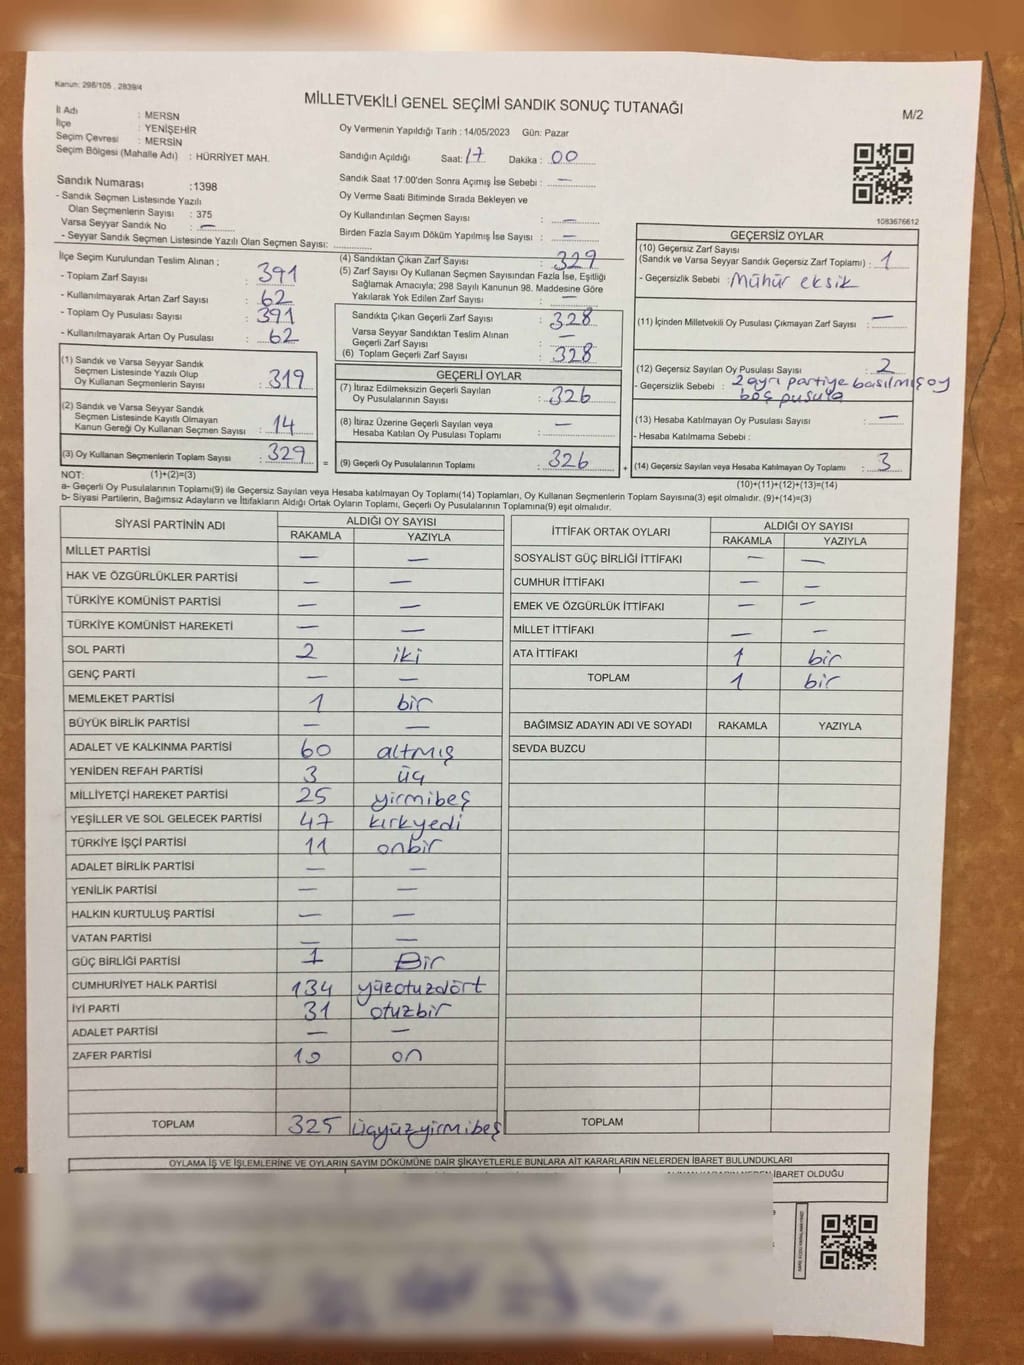 Kanun: 298/105 , 2839/4
MİLLETVEKİLİ GENEL SEÇİMİ SANDIK SONUÇ TUTANAĞI
M/2
İl Adı : MERSN
İlçe : YENİŞEHİR
Seçim Çevresi : MERSİN
Seçim Bölgesi (Mahalle Adı) : HÜRRİYET MAH.
Sandık Numarası :1398
- Sandık Seçmen Listesinde Yazılı
Olan Seçmenlerin Sayısı : 375
Varsa Seyyar Sandık No : —
- Seyyar Sandık Seçmen Listesinde Yazılı Olan Seçmen Sayısı: ............
Oy Vermenin Yapıldığı Tarih : 14/05/2023 Gün: Pazar
Sandığın Açıldığı Saat: 17 Dakika : 00
Sandık Saat 17:00'den Sonra Açımış İse Sebebi : —
Oy Verme Saati Bitiminde Sırada Bekleyen ve
Oy Kullandırılan Seçmen Sayısı : —
Birden Fazla Sayım Döküm Yapılmış İse Sayısı : —
1083676612
İlçe Seçim Kurulundan Teslim Alınan ;
- Toplam Zarf Sayısı : 391
- Kullanılmayarak Artan Zarf Sayısı : 62
- Toplam Oy Pusulası Sayısı : 391
- Kullanılmayarak Artan Oy Pusulası : 62
(1) Sandık ve Varsa Seyyar Sandık
Seçmen Listesinde Yazılı Olup
Oy Kullanan Seçmenlerin Sayısı : 319
(2) Sandık ve Varsa Seyyar Sandık
Seçmen Listesinde Kayıtlı Olmayan
Kanun Gereği Oy Kullanan Seçmen Sayısı : 14
(3) Oy Kullanan Seçmenlerin Toplam Sayısı : 329
(4) Sandıktan Çıkan Zarf Sayısı : 329
(5) Zarf Sayısı Oy Kullanan Seçmen Sayısından Fazla İse, Eşitliği
Sağlamak Amacıyla; 298 Sayılı Kanunun 98. Maddesine Göre
Yakılarak Yok Edilen Zarf Sayısı : —
Sandıkta Çıkan Geçerli Zarf Sayısı : 328
Varsa Seyyar Sandıktan Teslim Alınan
Geçerli Zarf Sayısı : —
(6) Toplam Geçerli Zarf Sayısı : 328
GEÇERLİ OYLAR
(7) İtiraz Edilmeksizin Geçerli Sayılan
Oy Pusulalarının Sayısı : 326
(8) İtiraz Üzerine Geçerli Sayılan veya
Hesaba Katılan Oy Pusulası Toplamı : —
= (9) Geçerli Oy Pusulalarının Toplamı : 326
GEÇERSİZ OYLAR
(10) Geçersiz Zarf Sayısı
(Sandık ve Varsa Seyyar Sandık Geçersiz Zarf Toplamı) : 1
- Geçersizlik Sebebi : Mühür eksik
(11) İçinden Milletvekili Oy Pusulası Çıkmayan Zarf Sayısı : —
(12) Geçersiz Sayılan Oy Pusulası Sayısı : 2
- Geçersizlik Sebebi : 2 ayrı partiye basılmış oy
boş pusula
(13) Hesaba Katılmayan Oy Pusulası Sayısı : —
- Hesaba Katılmama Sebebi :
+ (14) Geçersiz Sayılan veya Hesaba Katılmayan Oy Toplamı : 3
NOT: (1)+(2)=(3)
(10)+(11)+(12)+(13)=(14)
a- Geçerli Oy Pusulaları Toplamı(9) ile Geçersiz Sayılan veya Hesaba katılmayan Oy Toplamı(14) Toplamları, Oy Kullanan Seçmenlerin Toplam Sayısına(3) eşit olmalıdır. (9)+(14)=(3)
b- Siyasi Partilerin, Bağımsız Adayların ve İttifakların Aldığı Ortak Oyların Toplamı, Geçerli Oy Pusulalarının Toplamına(9) eşit olmalıdır.
SİYASİ PARTİNİN ADI ALDIĞI OY SAYISI
RAKAMLA YAZIYLA
MİLLET PARTİSİ — —
HAK VE ÖZGÜRLÜKLER PARTİSİ — —
TÜRKİYE KOMÜNİST PARTİSİ — —
TÜRKİYE KOMÜNİST HAREKETİ — —
SOL PARTİ 2 iki
GENÇ PARTİ — —
MEMLEKET PARTİSİ 1 bir
BÜYÜK BİRLİK PARTİSİ — —
ADALET VE KALKINMA PARTİSİ 60 altmış
YENİDEN REFAH PARTİSİ 3 üç
MİLLİYETÇİ HAREKET PARTİSİ 25 yirmibeş
YEŞİLLER VE SOL GELECEK PARTİSİ 47 kırkyedi
TÜRKİYE İŞÇİ PARTİSİ 11 onbir
ADALET BİRLİK PARTİSİ — —
YENİLİK PARTİSİ — —
HALKIN KURTULUŞ PARTİSİ — —
VATAN PARTİSİ — —
GÜÇ BİRLİĞİ PARTİSİ 1 Bir
CUMHURİYET HALK PARTİSİ 134 yüzotuzdört
İYİ PARTİ 31 otuzbir
ADALET PARTİSİ — —
ZAFER PARTİSİ 10 on
TOPLAM 325 üçyüzyirmibeş
İTTİFAK ORTAK OYLARI ALDIĞI OY SAYISI
RAKAMLA YAZIYLA
SOSYALİST GÜÇ BİRLİĞİ İTTİFAKI — —
CUMHUR İTTİFAKI — —
EMEK VE ÖZGÜRLÜK İTTİFAKI — —
MİLLET İTTİFAKI — —
ATA İTTİFAKI 1 bir
TOPLAM 1 bir
BAĞIMSIZ ADAYIN ADI VE SOYADI RAKAMLA YAZIYLA
SEVDA BUZCU
TOPLAM
OYLAMA İŞ VE İŞLEMLERİNE VE OYLARIN SAYIM DÖKÜMÜNE DAİR ŞİKAYETLERLE BUNLARA AİT KARARLARIN NELERDEN İBARET BULUNDUKLARI
İBARET OLDUĞU